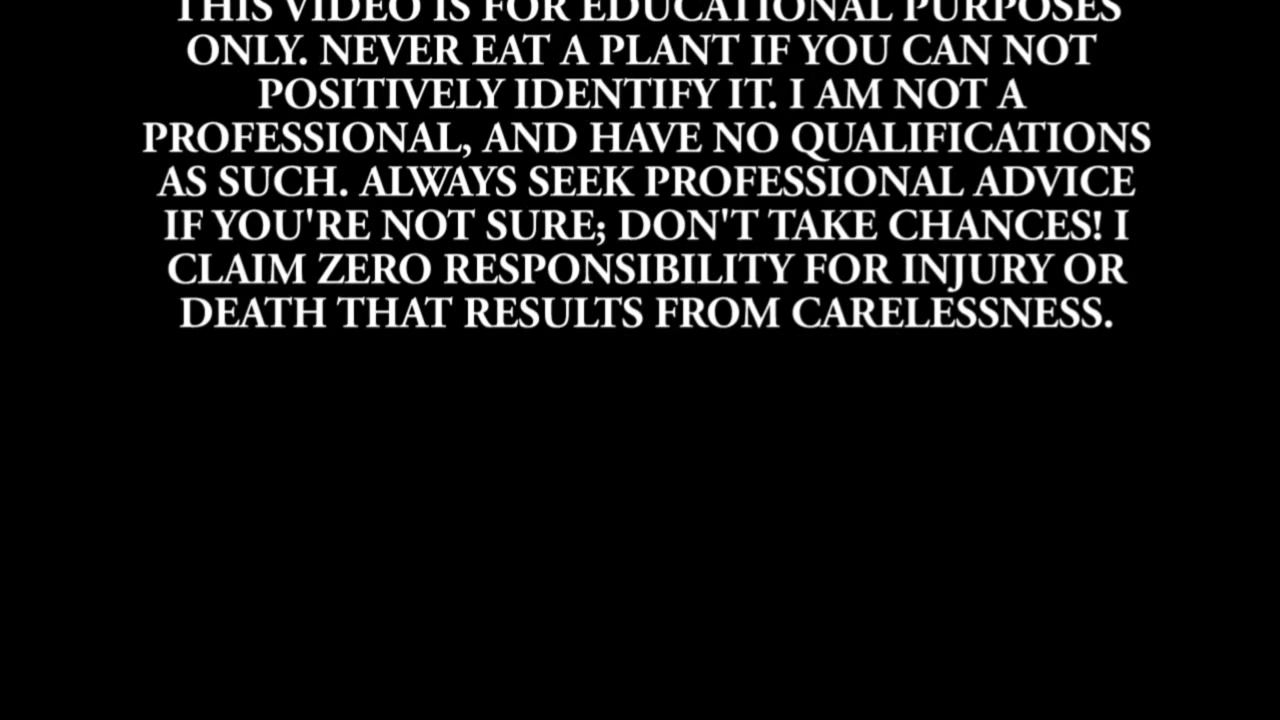 THIS VIDEO IS FOR EDUCATIONAL PURPOSES
ONLY. NEVER EAT A PLANT IF YOU CAN NOT
POSITIVELY IDENTIFY IT. I AM NOT A
PROFESSIONAL, AND HAVE NO QUALIFICATIONS
AS SUCH. ALWAYS SEEK PROFESSIONAL ADVICE
IF YOU'RE NOT SURE; DON'T TAKE CHANCES! I
CLAIM ZERO RESPONSIBILITY FOR INJURY OR
DEATH THAT RESULTS FROM CARELESSNESS.